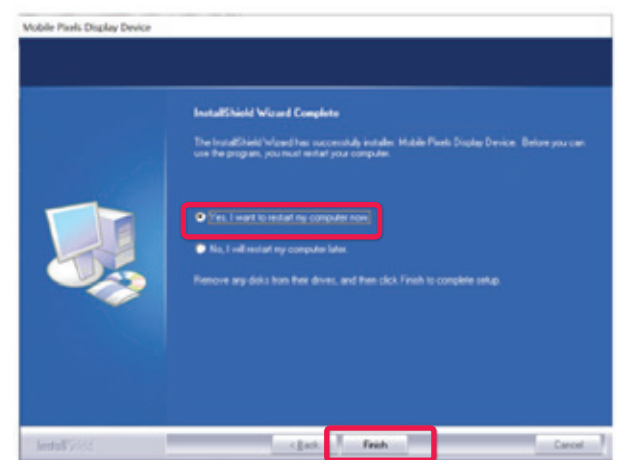 Mobile Pixels Display Device
InstallShield Wizard Complete
The InstallShield Wizard has successfully installer. Mobile Pixels Display Device. Before you can
use the program, you must restart your computer.
Yes, I want to restart my computer now.
No, I will restart my computer later.
Remove any disks from their drives, and then click Finish to complete setup.
InstallShield
< Back
Finish
Cancel